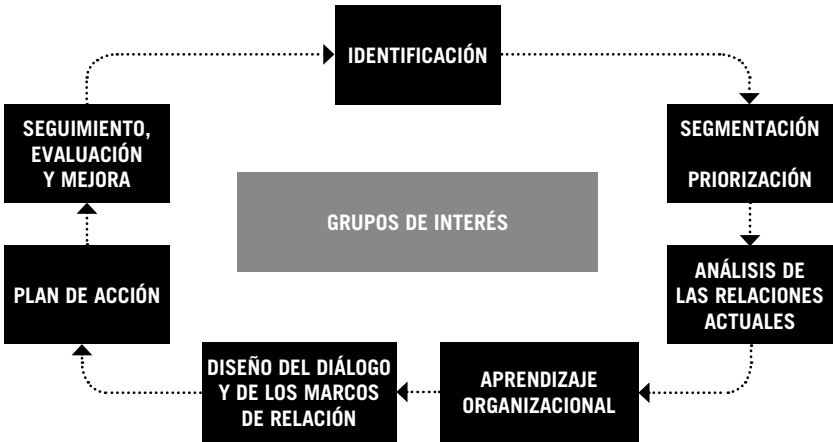 IDENTIFICACIÓN
SEGMENTACIÓN
PRIORIZACIÓN
ANÁLISIS DE
LAS RELACIONES
ACTUALES
APRENDIZAJE
ORGANIZACIONAL
DISEÑO DEL DIÁLOGO
Y DE LOS MARCOS
DE RELACIÓN
PLAN DE ACCIÓN
SEGUIMIENTO,
EVALUACIÓN
Y MEJORA
GRUPOS DE INTERÉS